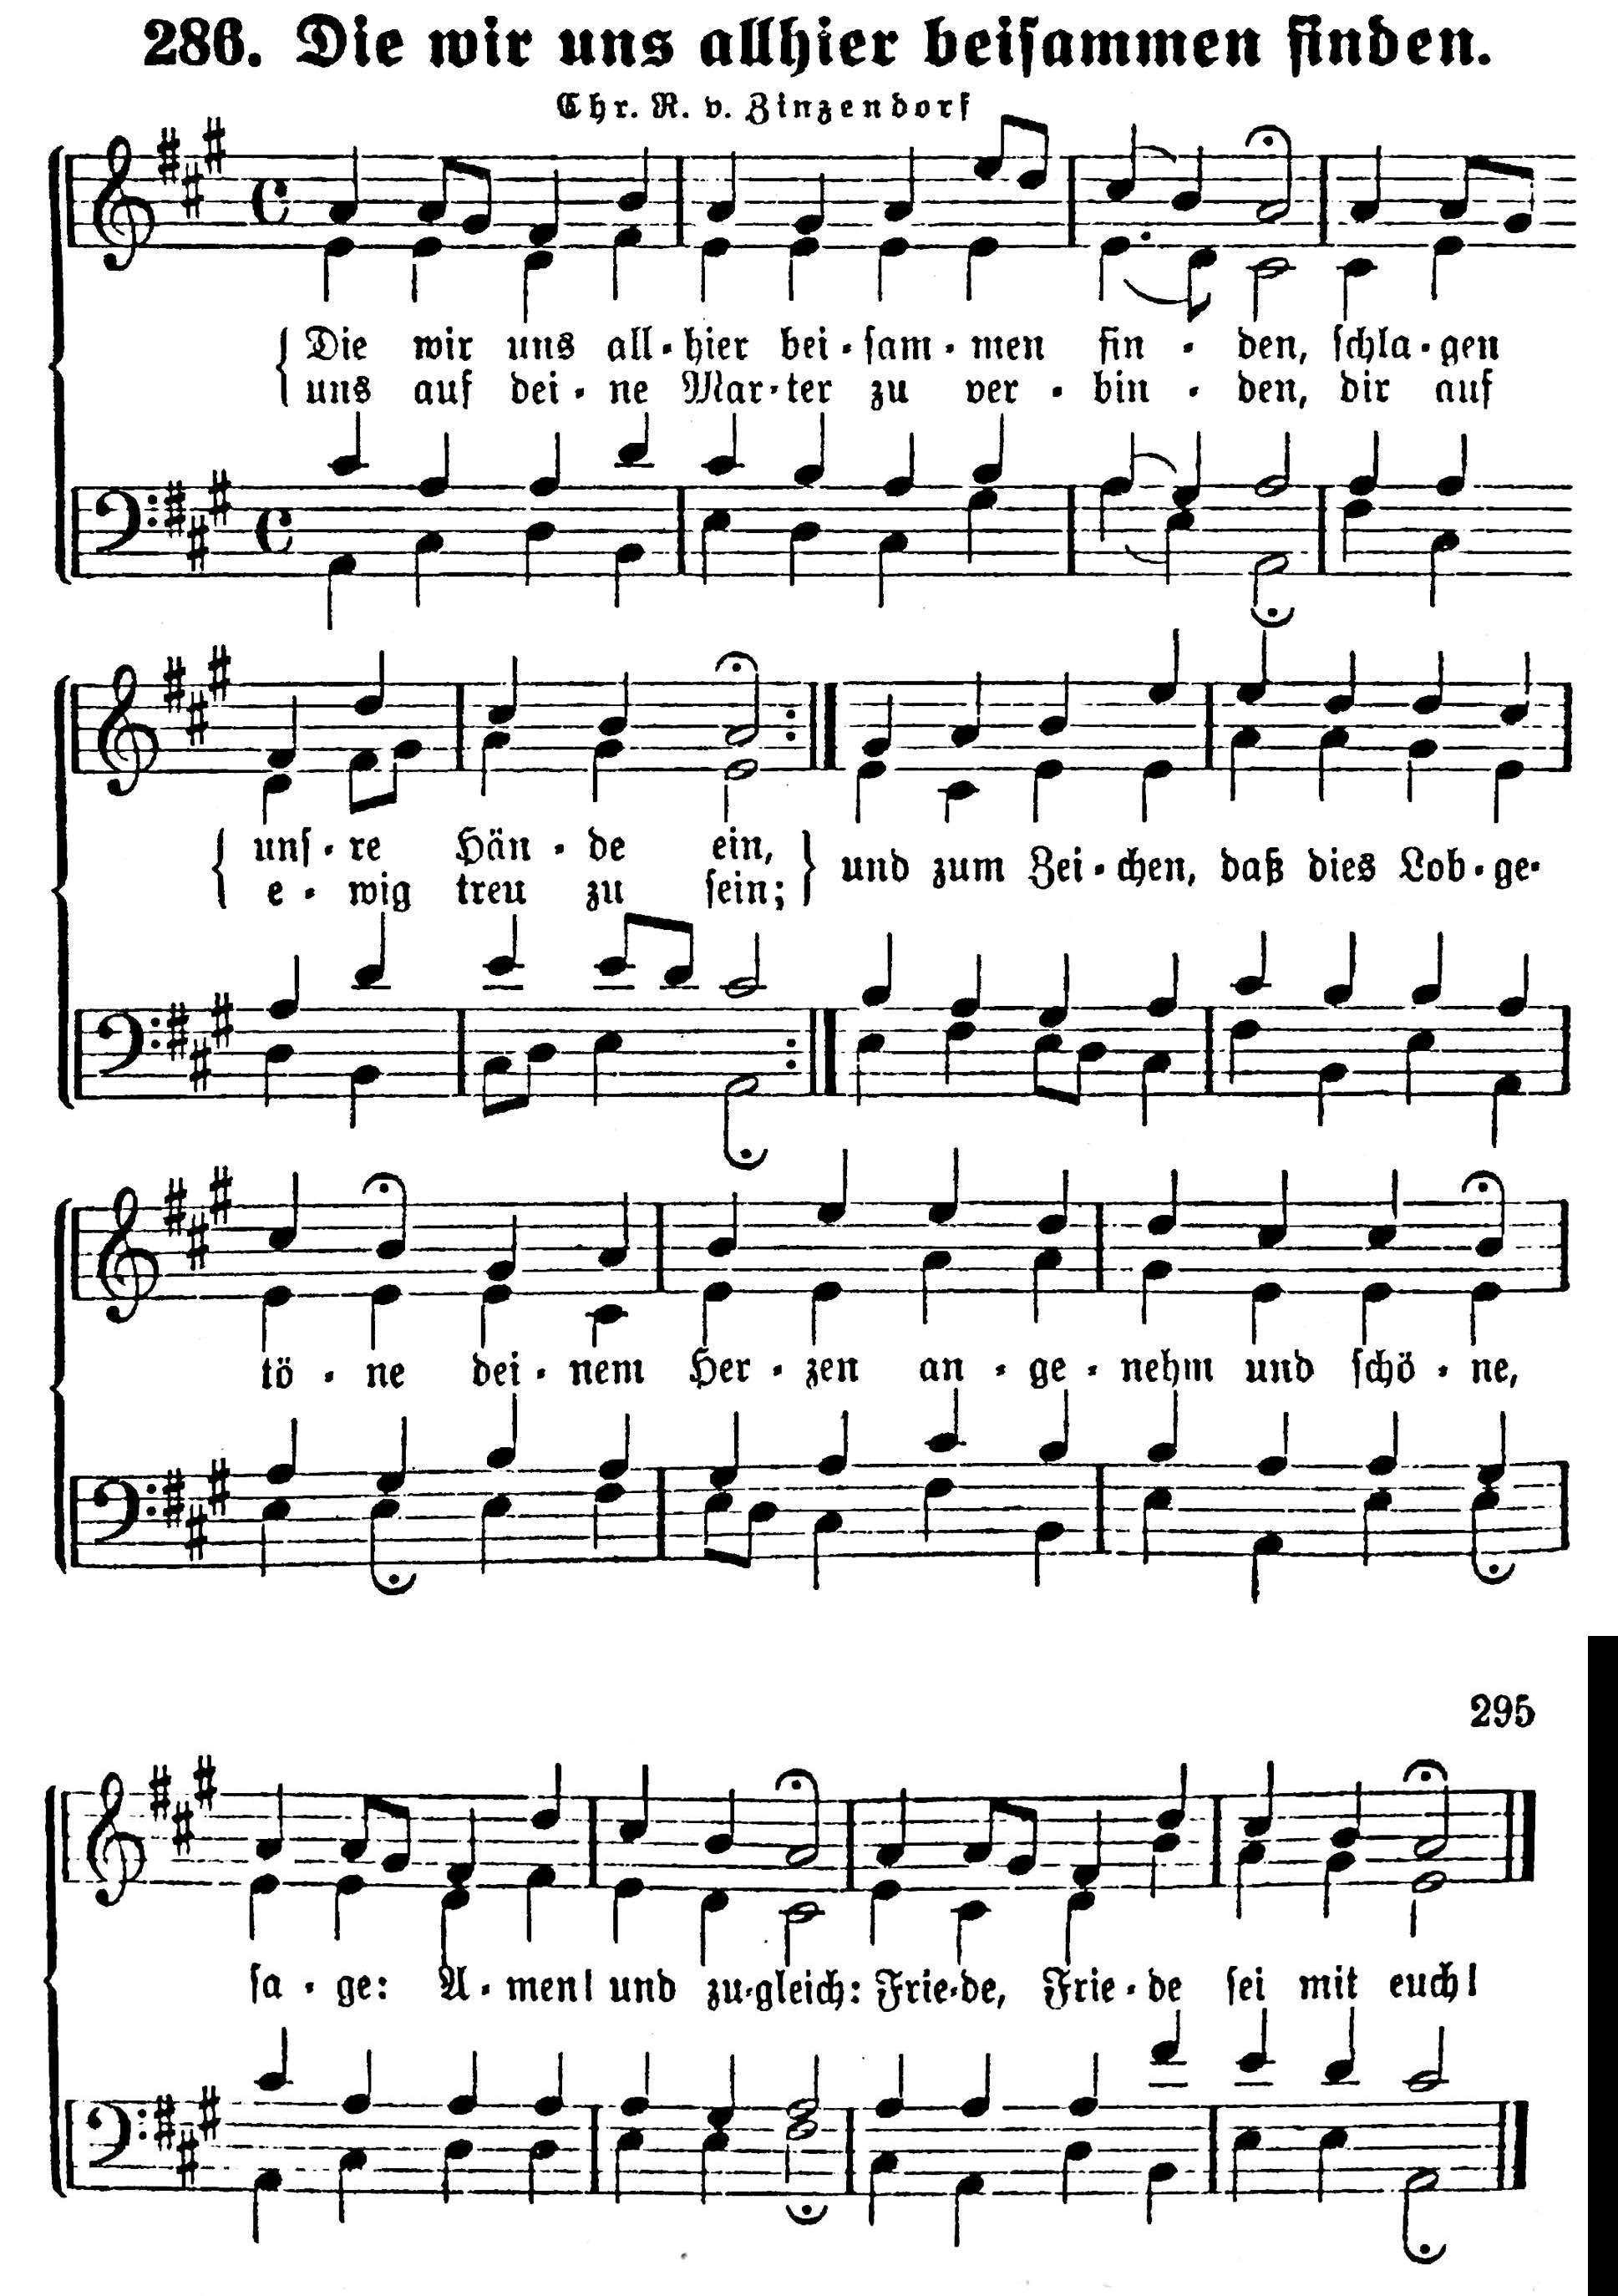 286. Die wir uns allhier beiſammen finden.
Chr. R. v. Zinzendorf
Die wir uns all-hier bei-ſam-men fin - den, ſchla-gen
uns auf dei-ne Mar-ter zu ver-bin - den, dir auf
unſ-re Hän-de ein,
e-wig treu zu ſein;
und zum Zei-chen, daß dies Lob-ge-
tö-ne dei-nem Her-zen an-ge-nehm und ſchö-ne,
295
ſa-ge: A-men! und zu-gleich: Frie-de, Frie-de ſei mit euch!